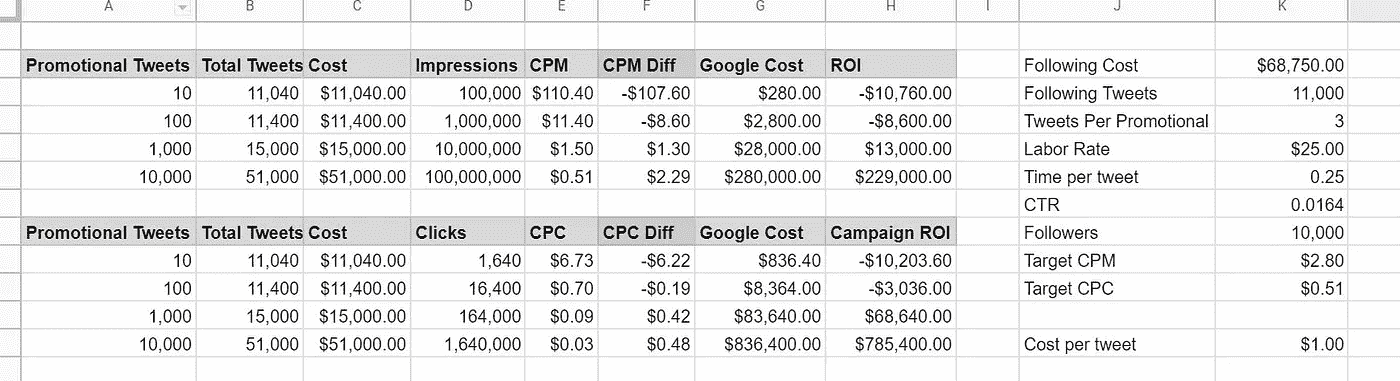 A B C D E F G H I J K
Promotional Tweets Total Tweets Cost Impressions CPM CPM Diff Google Cost ROI Following Cost $68,750.00
10 11,040 $11,040.00 100,000 $110.40 -$107.60 $280.00 -$10,760.00 Following Tweets 11,000
100 11,400 $11,400.00 1,000,000 $11.40 -$8.60 $2,800.00 -$8,600.00 Tweets Per Promotional 3
1,000 15,000 $15,000.00 10,000,000 $1.50 $1.30 $28,000.00 $13,000.00 Labor Rate $25.00
10,000 51,000 $51,000.00 100,000,000 $0.51 $2.29 $280,000.00 $229,000.00 Time per tweet 0.25
CTR 0.0164
Promotional Tweets Total Tweets Cost Clicks CPC CPC Diff Google Cost Campaign ROI Followers 10,000
10 11,040 $11,040.00 1,640 $6.73 -$6.22 $836.40 -$10,203.60 Target CPM $2.80
100 11,400 $11,400.00 16,400 $0.70 -$0.19 $8,364.00 -$3,036.00 Target CPC $0.51
1,000 15,000 $15,000.00 164,000 $0.09 $0.42 $83,640.00 $68,640.00
10,000 51,000 $51,000.00 1,640,000 $0.03 $0.48 $836,400.00 $785,400.00 Cost per tweet $1.00